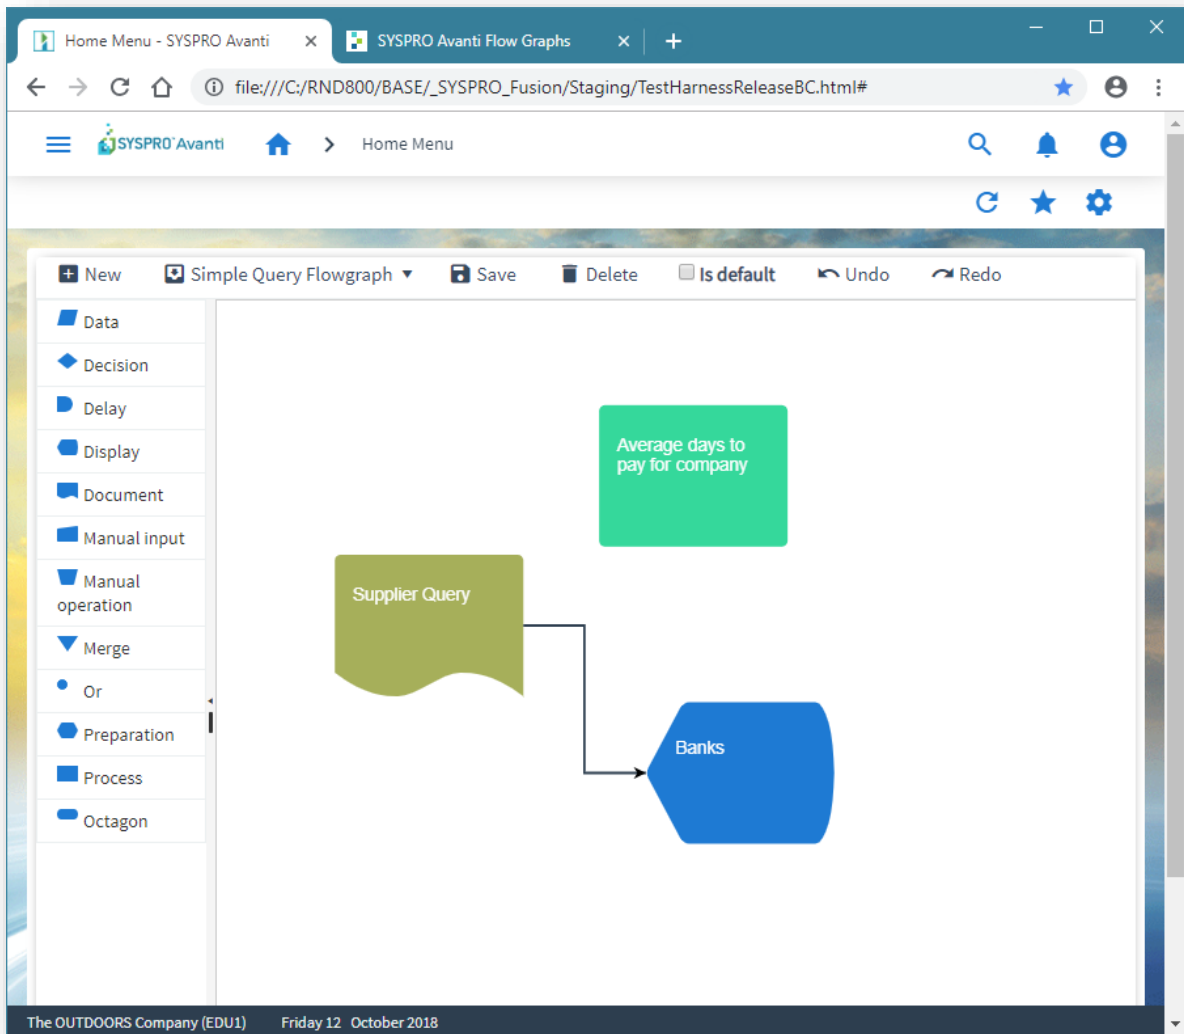 Home Menu - SYSPRO Avanti
SYSPRO Avanti Flow Graphs
file:///C:/RND800/BASE/_SYSPRO_Fusion/Staging/TestHarnessReleaseBC.html#
SYSPRO™ Avanti
Home Menu
New
Simple Query Flowgraph
Save
Delete
Is default
Undo
Redo
Data
Decision
Delay
Display
Document
Manual input
Manual
operation
Merge
Or
Preparation
Process
Octagon
Average days to
pay for company
Supplier Query
Banks
The OUTDOORS Company (EDU1) Friday 12 October 2018